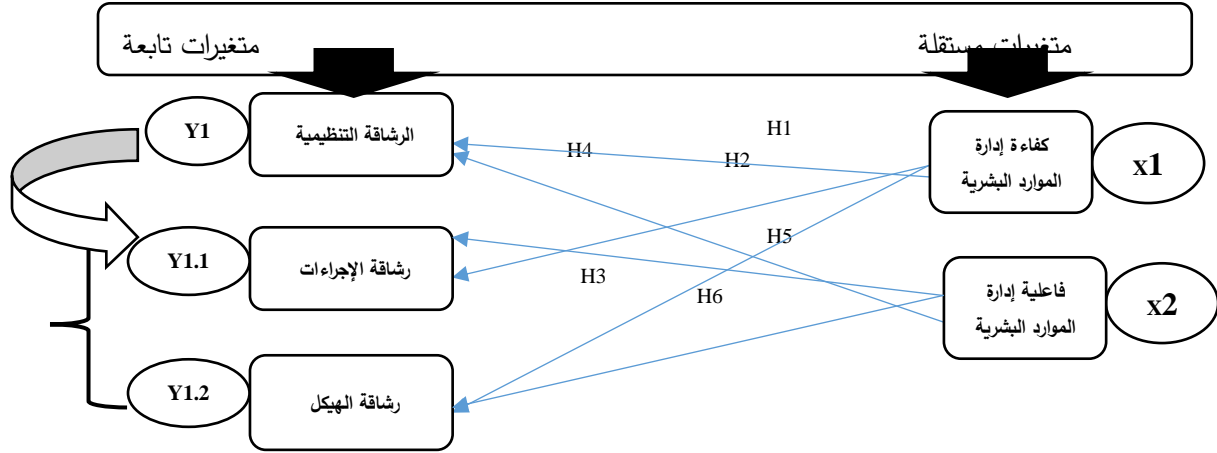 متغيرات مستقلة
متغيرات تابعة
x1
كفاءة إدارة
الموارد البشرية
H1
H2
H4
الرشاقة التنظيمية
Y1
x2
فاعلية إدارة
الموارد البشرية
H5
H3
H6
رشاقة الإجراءات
Y1.1
رشاقة الهيكل
Y1.2